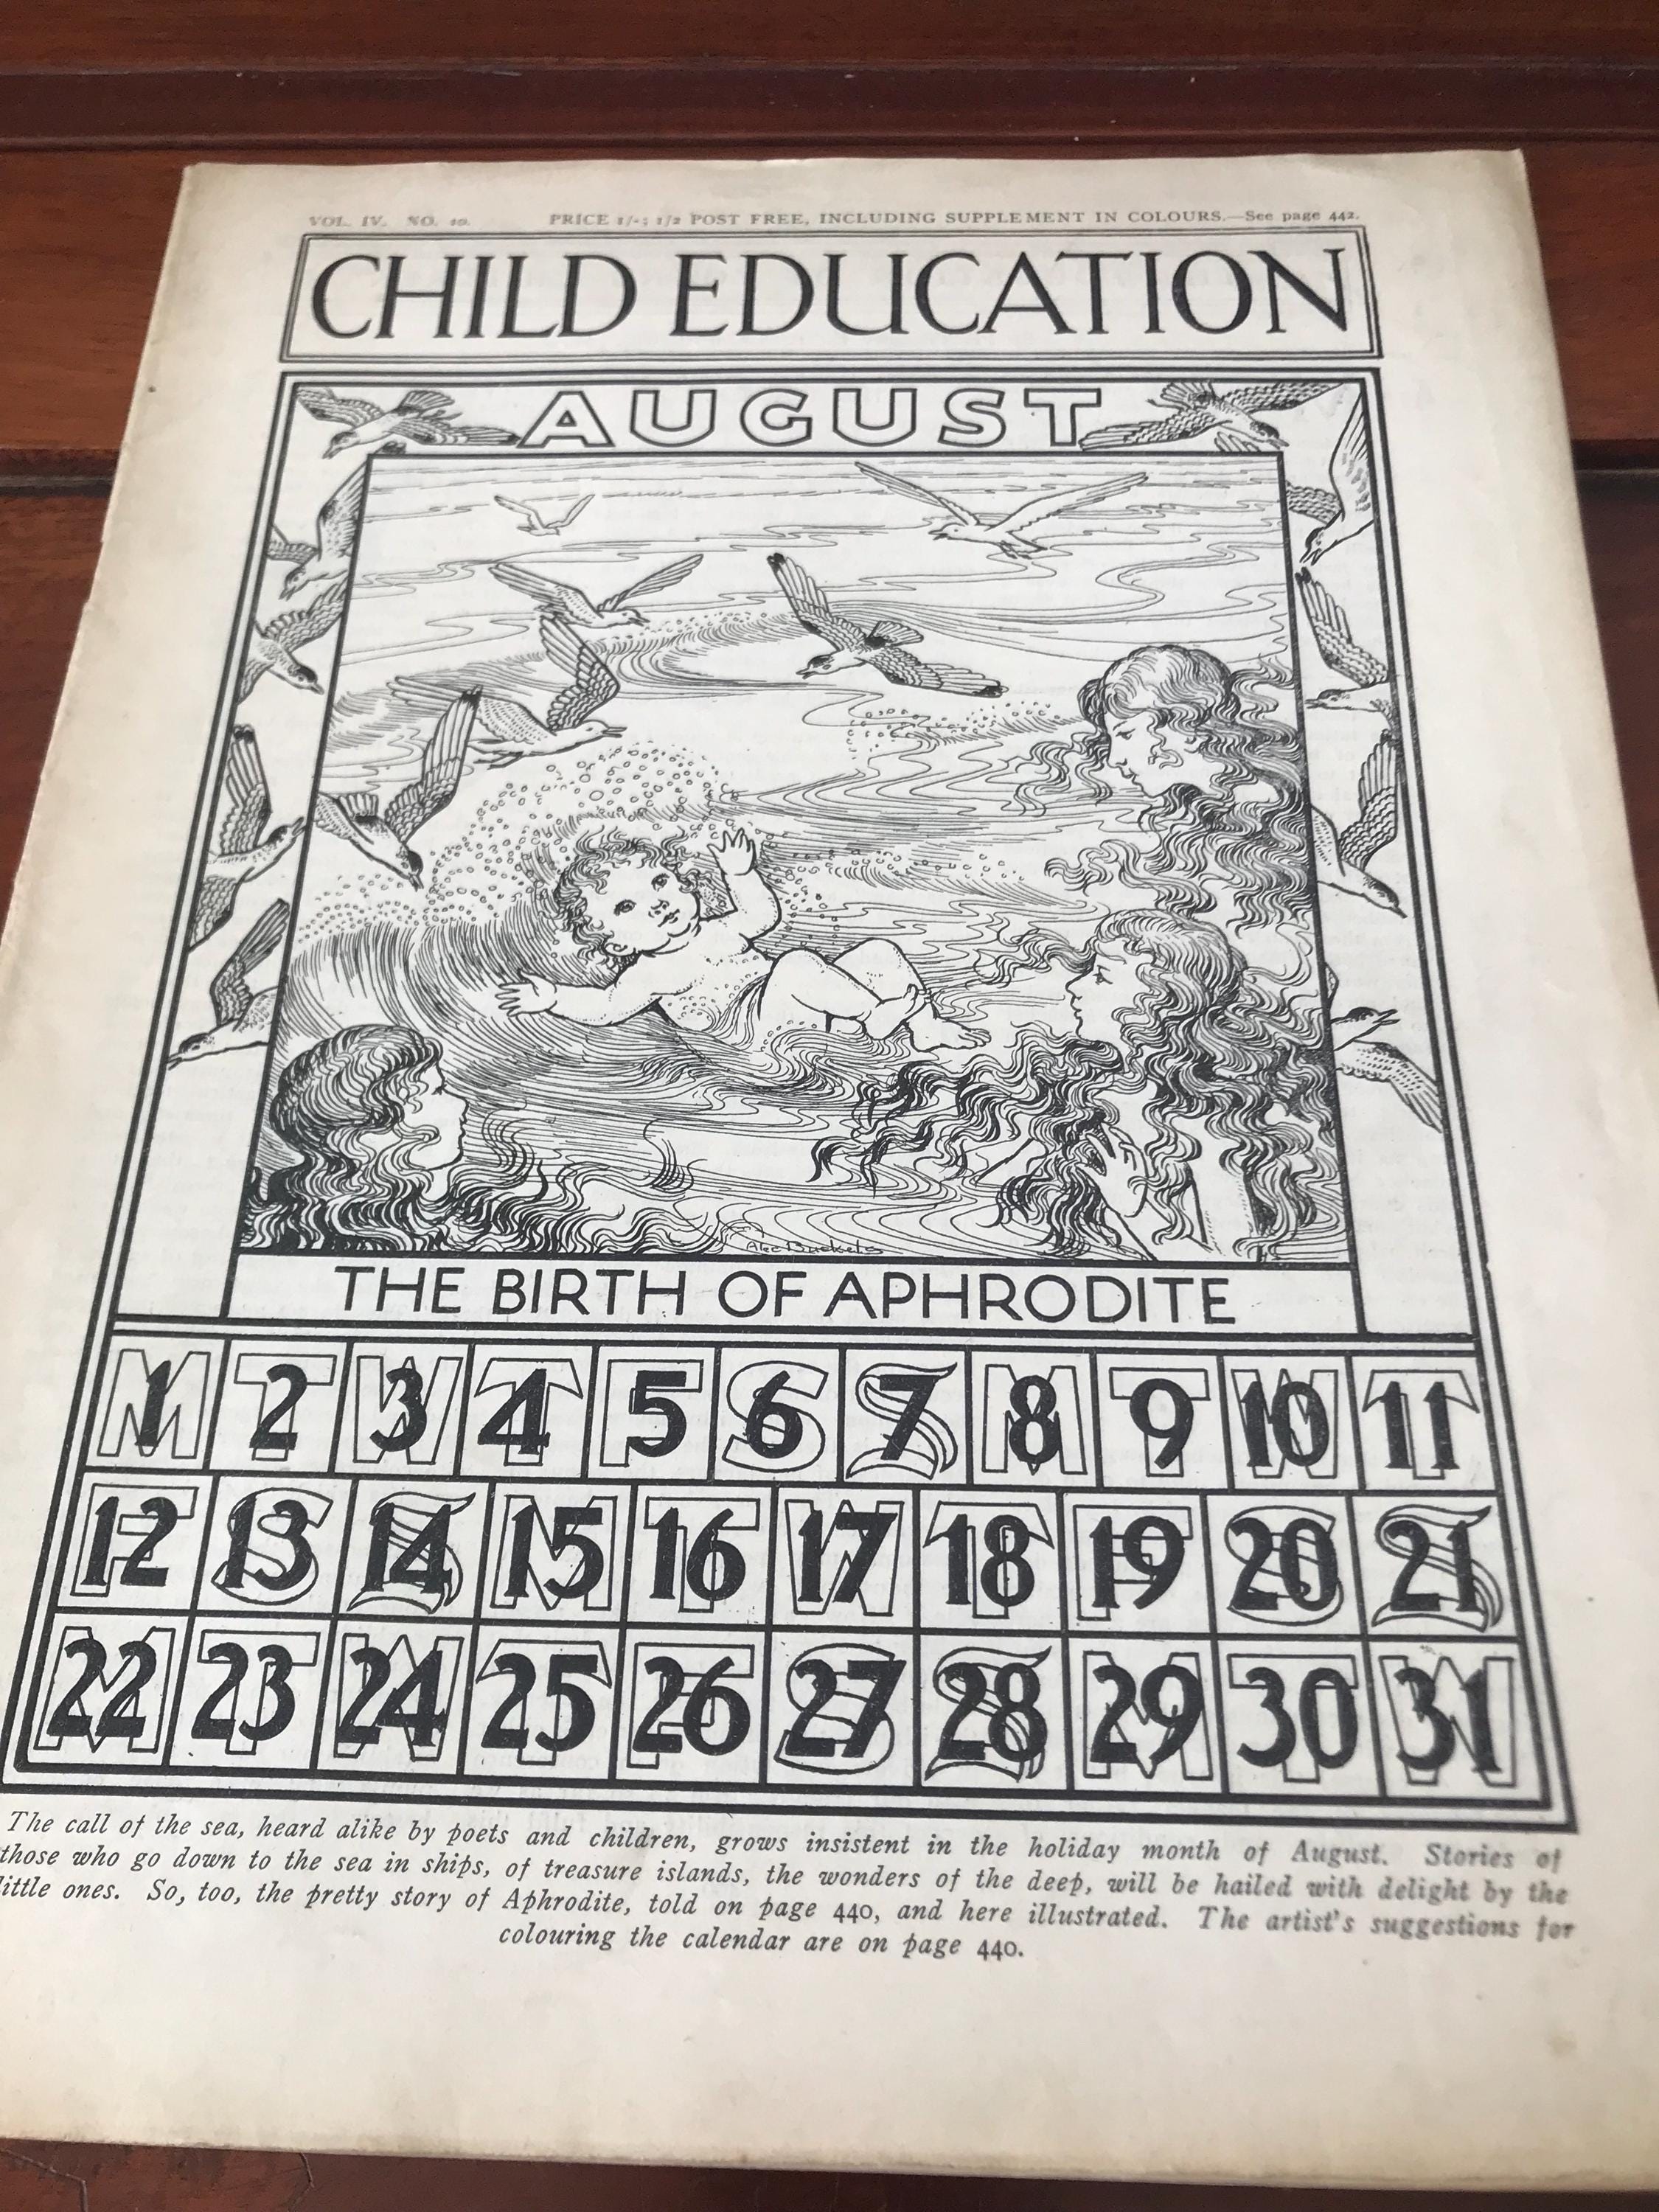 VOL. IV. NO. 10. PRICE 1/-; 1/2 POST FREE, INCLUDING SUPPLEMENT IN COLOURS.—See page 442.
CHILD EDUCATION
AUGUST
Alec Buckels
THE BIRTH OF APHRODITE
M 1 T 2 W 3 T 4 F 5 S 6 S 7 M 8 T 9 W 10 T 11
F 12 S 13 S 14 M 15 T 16 W 17 T 18 F 19 S 20 S 21
M 22 T 23 W 24 T 25 F 26 S 27 S 28 M 29 T 30 W 31
The call of the sea, heard alike by poets and children, grows insistent in the holiday month of August. Stories of
those who go down to the sea in ships, of treasure islands, the wonders of the deep, will be hailed with delight by the
little ones. So, too, the pretty story of Aphrodite, told on page 440, and here illustrated. The artist's suggestions for
colouring the calendar are on page 440.